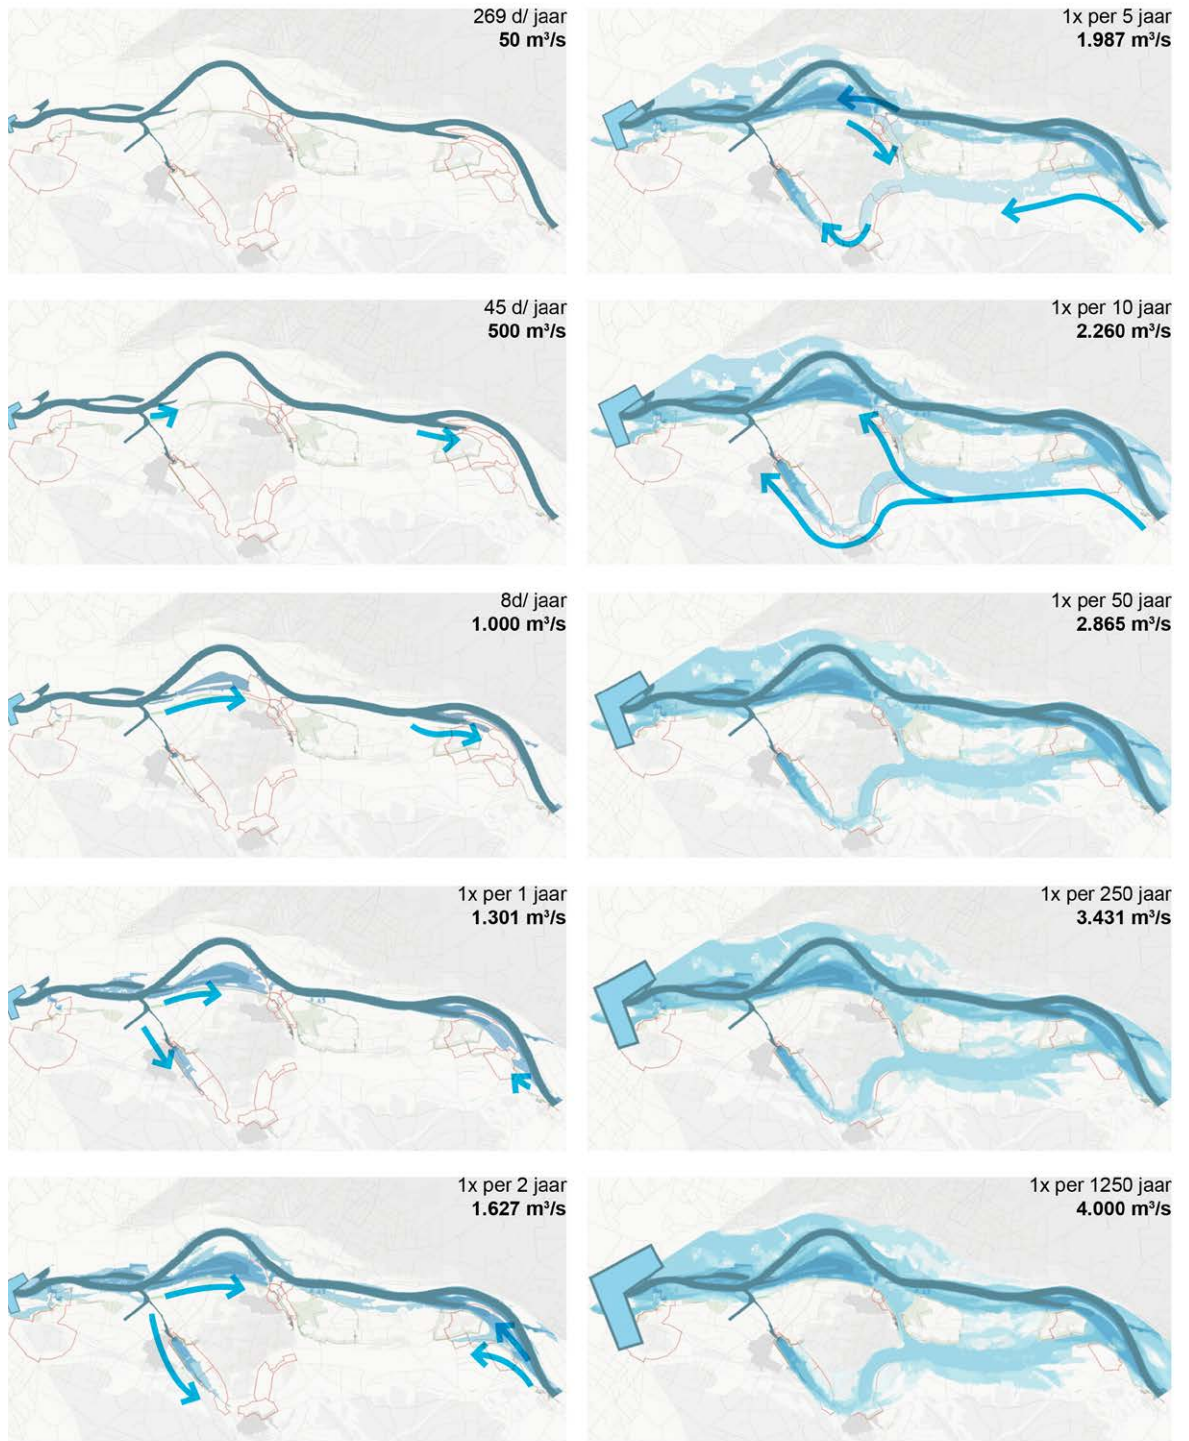 269 d/ jaar
50 m³/s
45 d/ jaar
500 m³/s
8d/ jaar
1.000 m³/s
1x per 1 jaar
1.301 m³/s
1x per 2 jaar
1.627 m³/s
1x per 5 jaar
1.987 m³/s
1x per 10 jaar
2.260 m³/s
1x per 50 jaar
2.865 m³/s
1x per 250 jaar
3.431 m³/s
1x per 1250 jaar
4.000 m³/s